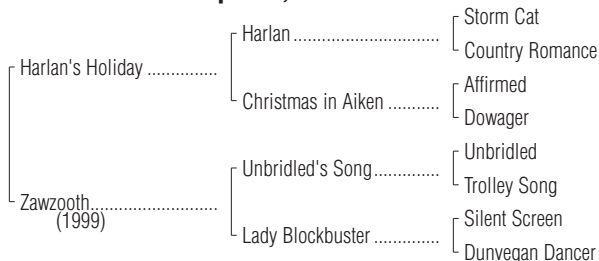 Harlan's Holiday ...............
Zawzooth...........................
(1999)
Harlan ..............................
Christmas in Aiken ...........
Unbridled's Song..............
Lady Blockbuster ..............
Storm Cat
Country Romance
Affirmed
Dowager
Unbridled
Trolley Song
Silent Screen
Dunvegan Dancer